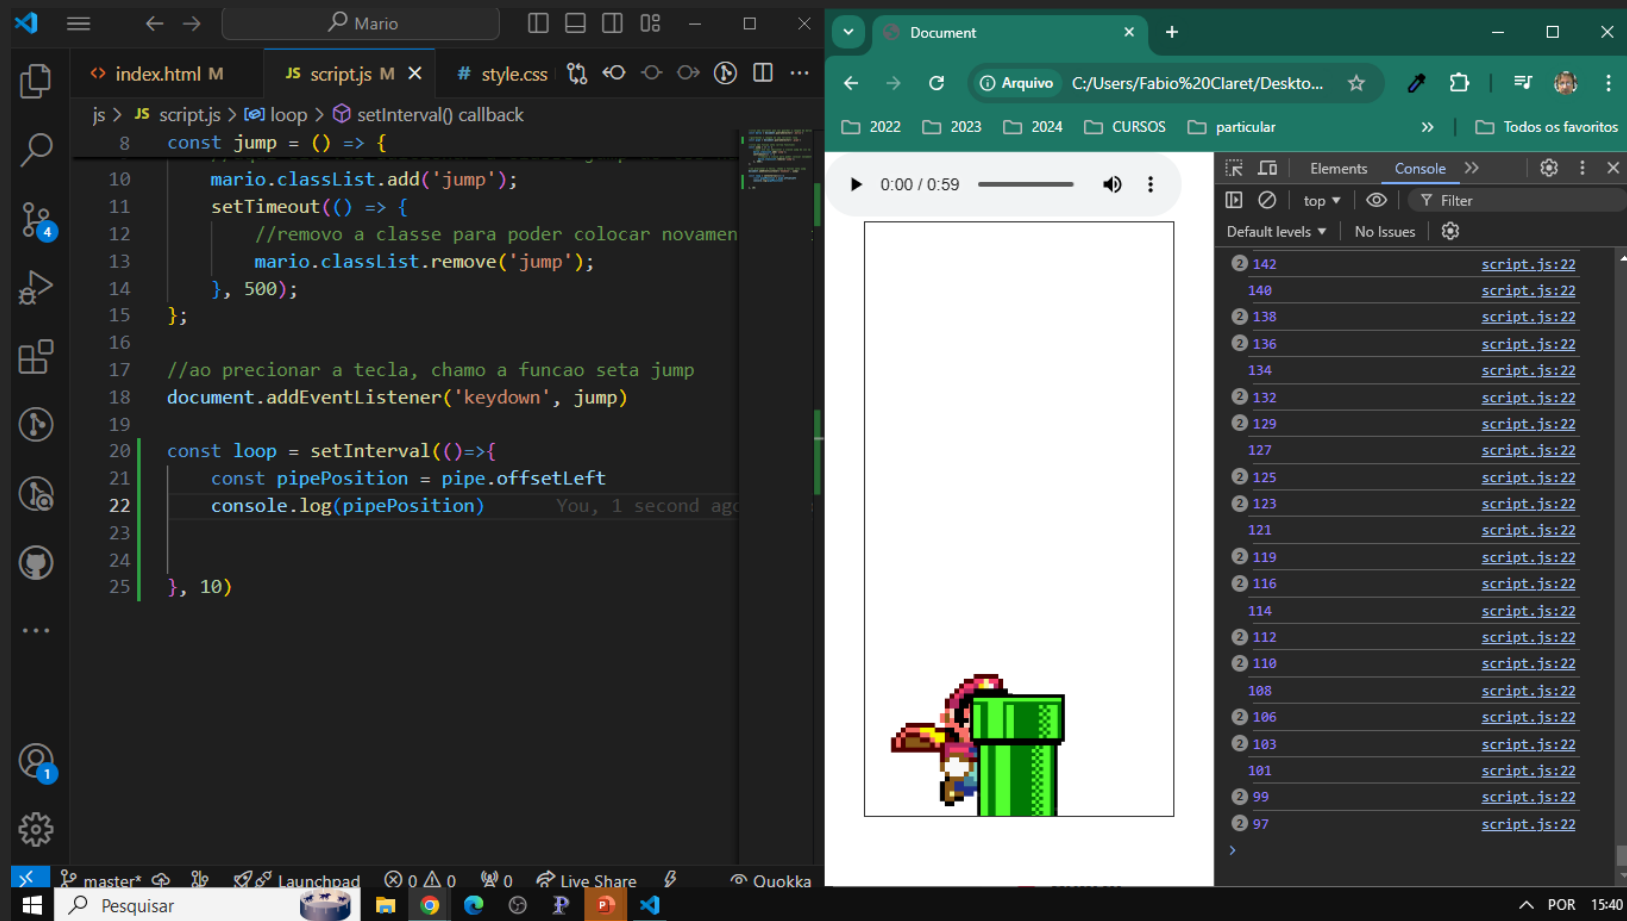 Mario
index.html M
JS script.js M
# style.css
js > JS script.js > loop > setInterval() callback
8 const jump = () => {
10 mario.classList.add('jump');
11 setTimeout(() => {
12 //removo a classe para poder colocar novamen
13 mario.classList.remove('jump');
14 }, 500);
15 };
16
17 //ao precionar a tecla, chamo a funcao seta jump
18 document.addEventListener('keydown', jump)
19
20 const loop = setInterval(()=>{
21 const pipePosition = pipe.offsetLeft
22 console.log(pipePosition) You, 1 second ago
23
24
25 }, 10)
4
1
master*
Launchpad
0 0
0
Live Share
Quokka
Document
Arquivo C:/Users/Fabio%20Claret/Deskto...
2022 2023 2024 CURSOS particular » Todos os favoritos
0:00 / 0:59
Elements Console »
top Filter
Default levels No Issues
2 142 script.js:22
140 script.js:22
2 138 script.js:22
2 136 script.js:22
134 script.js:22
2 132 script.js:22
2 129 script.js:22
127 script.js:22
2 125 script.js:22
2 123 script.js:22
121 script.js:22
2 119 script.js:22
2 116 script.js:22
114 script.js:22
2 112 script.js:22
2 110 script.js:22
108 script.js:22
2 106 script.js:22
2 103 script.js:22
101 script.js:22
2 99 script.js:22
2 97 script.js:22
Pesquisar
POR 15:40